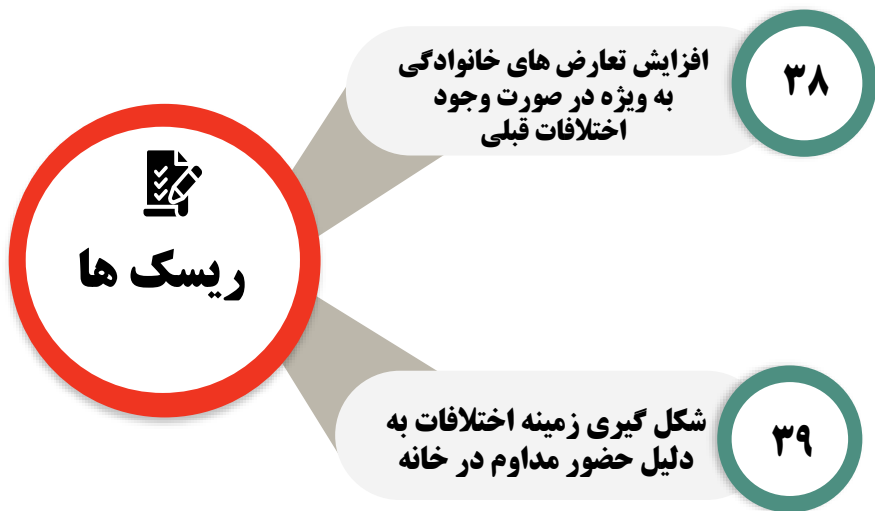 ریسک ها
۳۸
افزایش تعارض های خانوادگی
به ویژه در صورت وجود
اختلافات قبلی
۳۹
شکل گیری زمینه اختلافات به
دلیل حضور مداوم در خانه